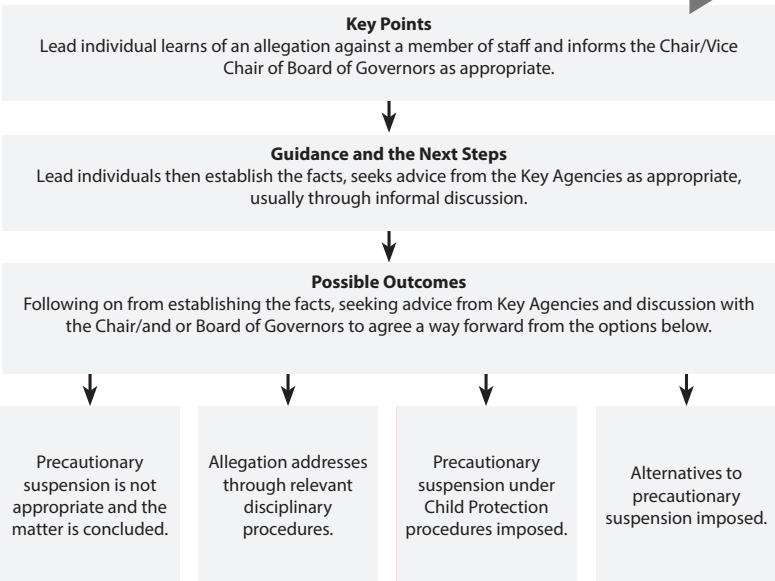 Key Points
Lead individual learns of an allegation against a member of staff and informs the Chair/Vice
Chair of Board of Governors as appropriate.
Guidance and the Next Steps
Lead individuals then establish the facts, seeks advice from the Key Agencies as appropriate,
usually through informal discussion.
Possible Outcomes
Following on from establishing the facts, seeking advice from Key Agencies and discussion with
the Chair/and or Board of Governors to agree a way forward from the options below.
Precautionary
suspension is not
appropriate and the
matter is concluded.
Allegation addresses
through relevant
disciplinary
procedures.
Precautionary
suspension under
Child Protection
procedures imposed.
Alternatives to
precautionary
suspension imposed.